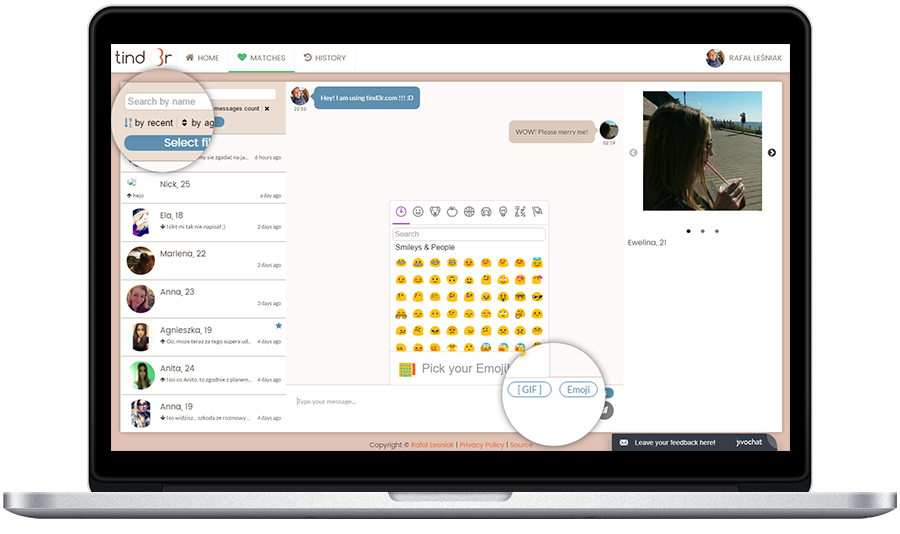 tind3r
HOME
MATCHES
HISTORY
RAFAŁ LEŚNIAK
Search by name
messages count
by recent
by ag
Select fil
my sie zgadać na ja...
6 hours ago
Nick, 25
hejo
a day ago
Ela, 18
Nikt mi tak nie napisał ;)
2 days ago
Marlena, 22
2 days ago
Anna, 23
3 days ago
Agnieszka, 19
Oo, może teraz za tego supera ud...
4 days ago
Anita, 24
Noi co Anito, to zgodnie z planem...
4 days ago
Anna, 19
No widzisz... szkoda ze rozmowy
4 days ago
Hey! I am using tind3r.com !!! :D
22:53
WOW! Please merry me!
02:19
Search
Smileys & People
Pick your Emoji!
Type your message...
[ GIF ]
Emoji
Ewelina, 21
Copyright © Rafal Lesniak | Privacy Policy | Source
Leave your feedback here!
jivochat